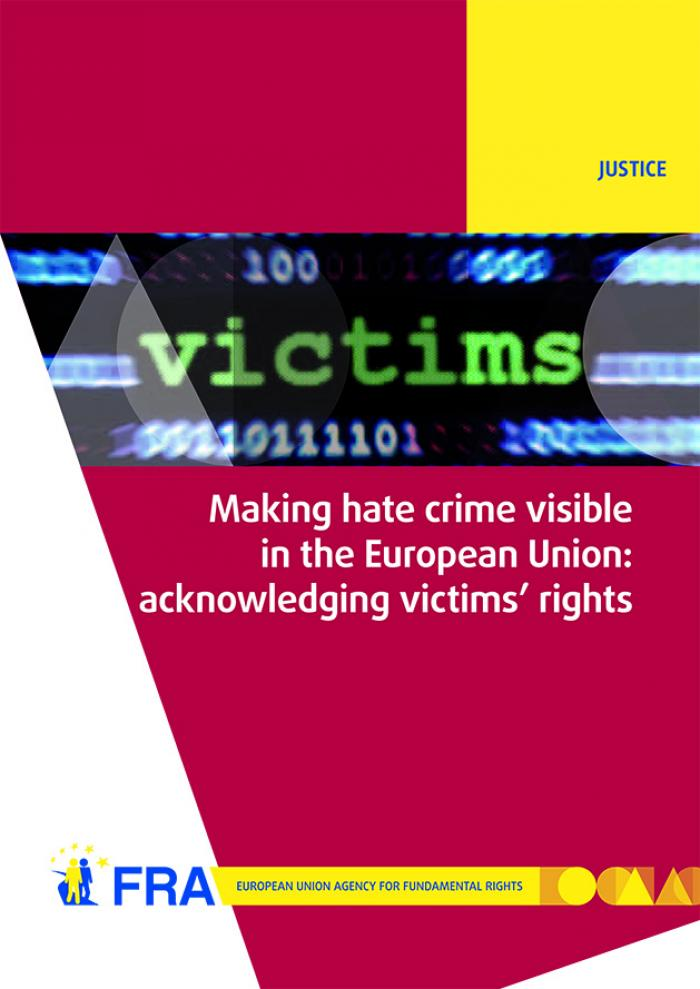 JUSTICE
100
victims
10111101
Making hate crime visible
in the European Union:
acknowledging victims’ rights
FRA
EUROPEAN UNION AGENCY FOR FUNDAMENTAL RIGHTS